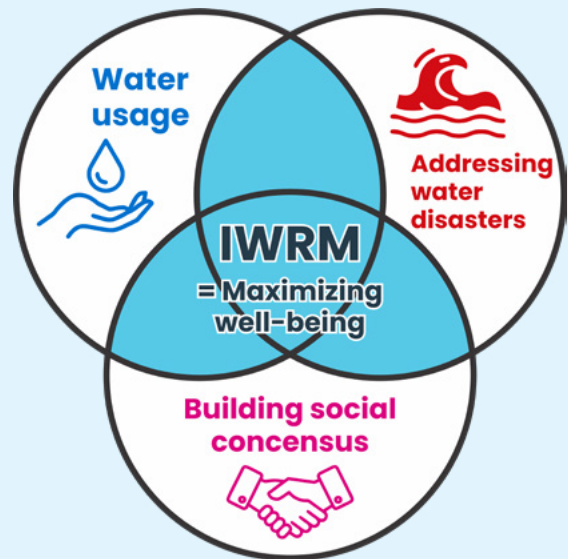 Water
usage
Addressing
water
disasters
IWRM
= Maximizing
well-being
Building social
concensus